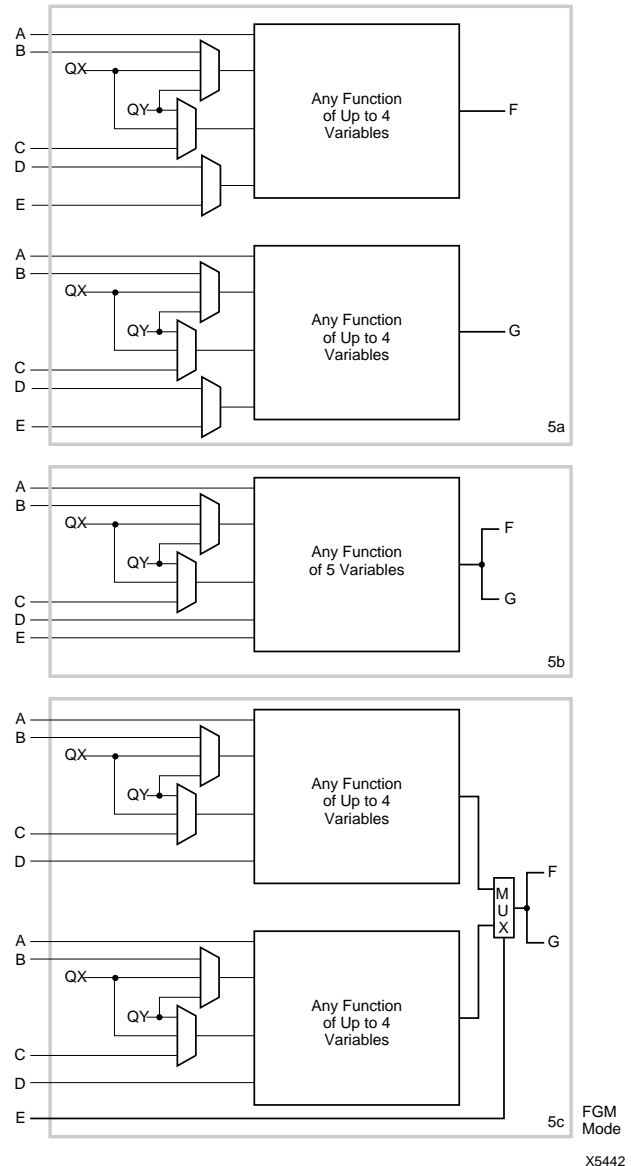 A
B
QX
QY
C
D
E
Any Function
of Up to 4
Variables
F
A
B
QX
QY
C
D
E
Any Function
of Up to 4
Variables
G
5a
A
B
QX
QY
C
D
E
Any Function
of 5 Variables
F
G
5b
A
B
QX
QY
C
D
Any Function
of Up to 4
Variables
M
U
X
F
G
A
B
QX
QY
C
D
E
Any Function
of Up to 4
Variables
5c
FGM
Mode
X5442